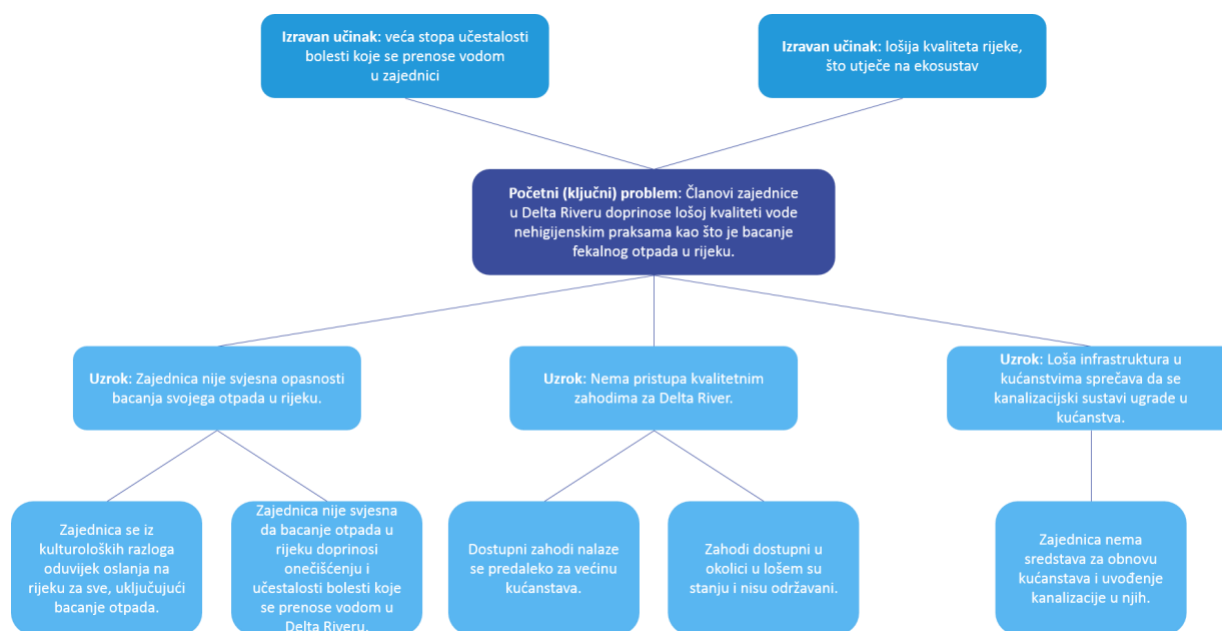 Izravan učinak: veća stopa učestalosti
bolesti koje se prenose vodom
u zajednici
Izravan učinak: lošija kvaliteta rijeke,
što utječe na ekosustav
Početni (ključni) problem: Članovi zajednice
u Delta Riveru doprinose lošoj kvaliteti vode
nehigijenskim praksama kao što je bacanje
fekalnog otpada u rijeku.
Uzrok: Zajednica nije svjesna opasnosti
bacanja svojega otpada u rijeku.
Uzrok: Nema pristupa kvalitetnim
zahodima za Delta River.
Uzrok: Loša infrastruktura u
kućanstvima sprečava da se
kanalizacijski sustavi ugrade u
kućanstva.
Zajednica se iz
kulturoloških razloga
oduvijek oslanja na
rijeku za sve, uključujući
bacanje otpada.
Zajednica nije svjesna
da bacanje otpada u
rijeku doprinosi
onečišćenju i
učestalosti bolesti koje
se prenose vodom u
Delta Riveru.
Dostupni zahodi nalaze
se predaleko za većinu
kućanstava.
Zahodi dostupni u
okolici u lošem su
stanju i nisu održavani.
Zajednica nema
sredstava za obnovu
kućanstava i uvođenje
kanalizacije u njih.